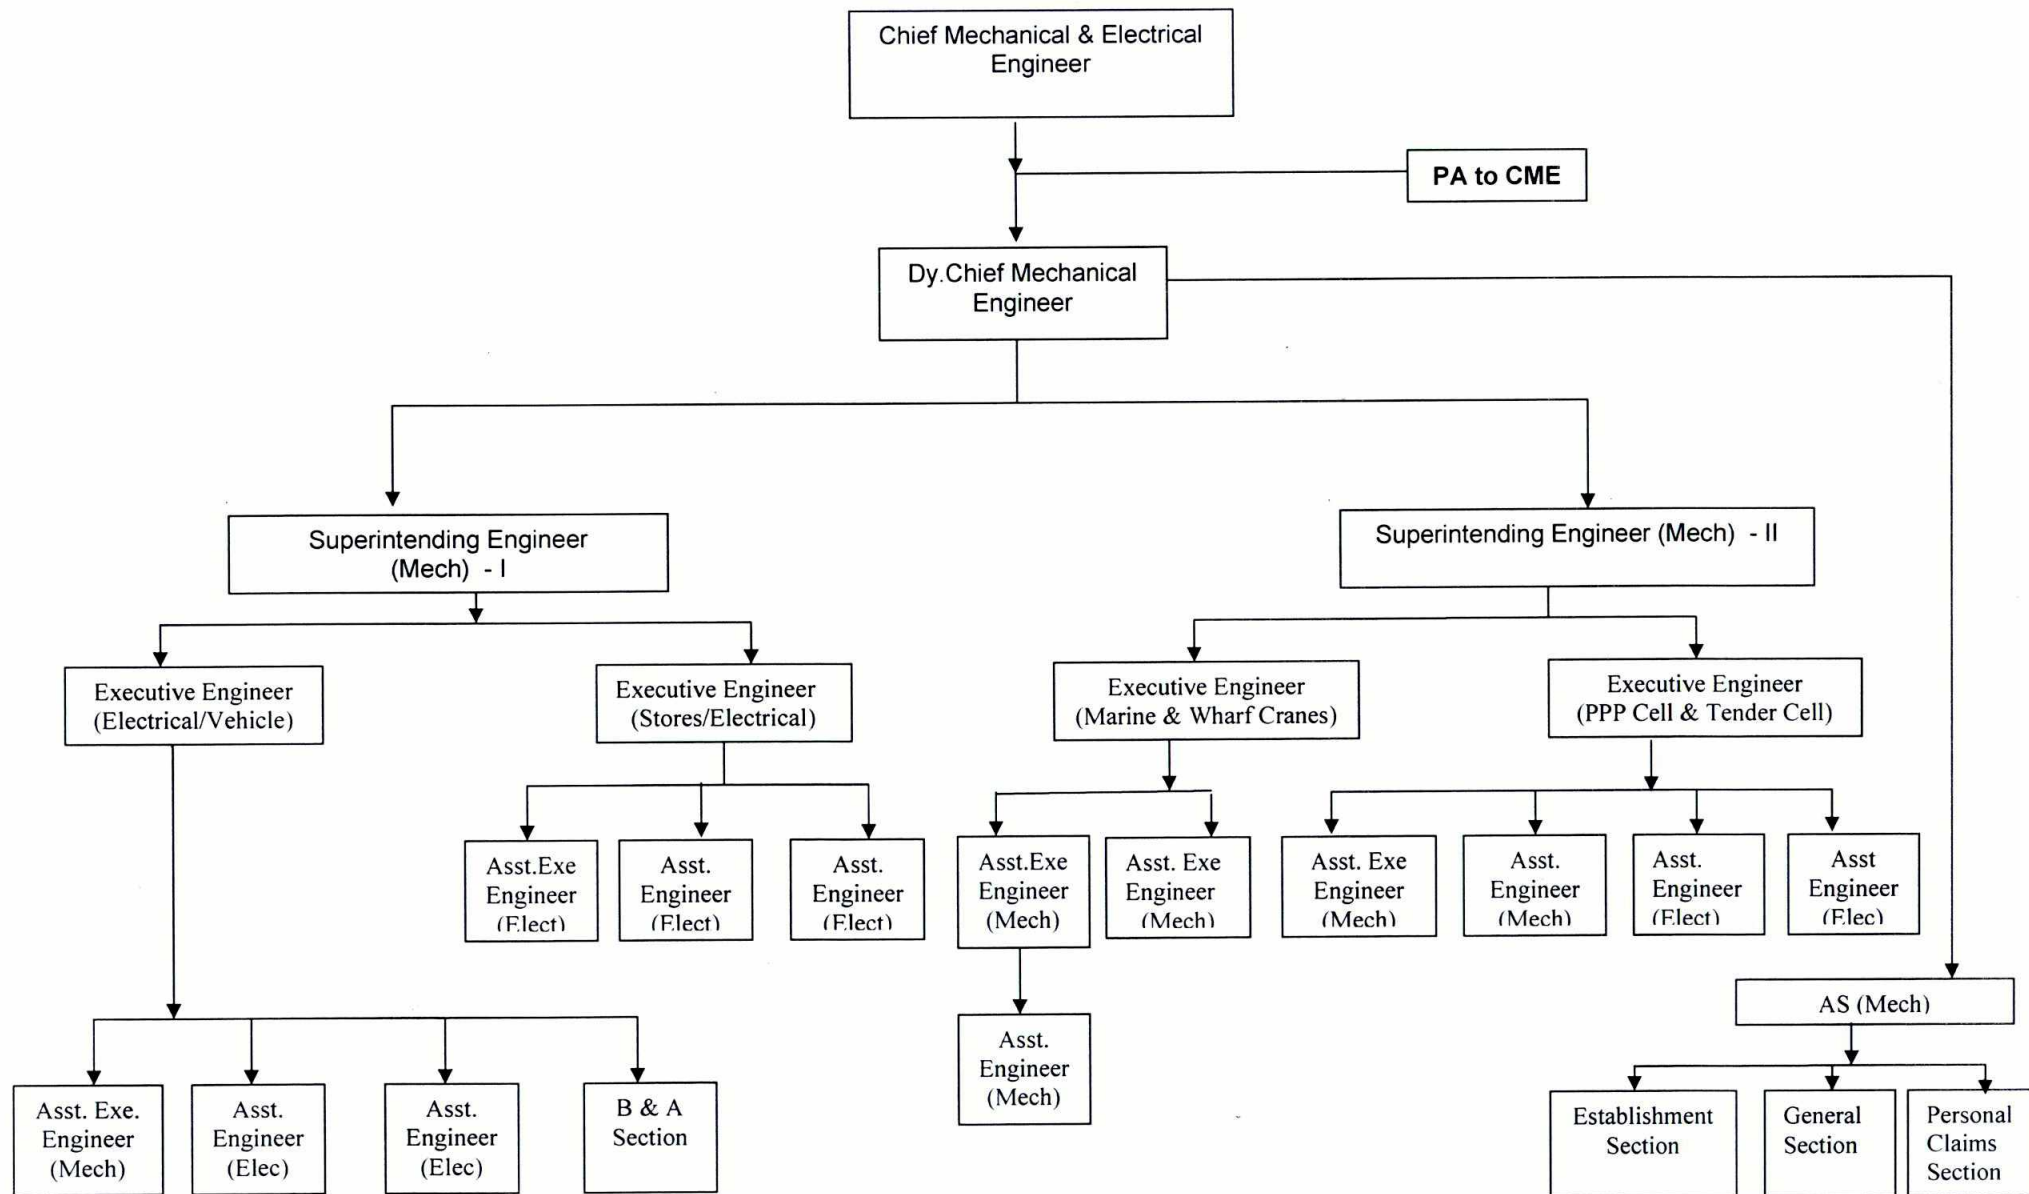 Chief Mechanical & Electrical
Engineer
PA to CME
Dy.Chief Mechanical
Engineer
Superintending Engineer
(Mech) - I
Superintending Engineer (Mech) - II
Executive Engineer
(Electrical/Vehicle)
Executive Engineer
(Stores/Electrical)
Executive Engineer
(Marine & Wharf Cranes)
Executive Engineer
(PPP Cell & Tender Cell)
Asst.Exe
Engineer
(Elect)
Asst.
Engineer
(Elect)
Asst.
Engineer
(Elect)
Asst.Exe
Engineer
(Mech)
Asst. Exe
Engineer
(Mech)
Asst. Exe
Engineer
(Mech)
Asst.
Engineer
(Mech)
Asst.
Engineer
(Elect)
Asst
Engineer
(Elec)
AS (Mech)
Asst.
Engineer
(Mech)
Asst. Exe.
Engineer
(Mech)
Asst.
Engineer
(Elec)
Asst.
Engineer
(Elec)
B & A
Section
Establishment
Section
General
Section
Personal
Claims
Section